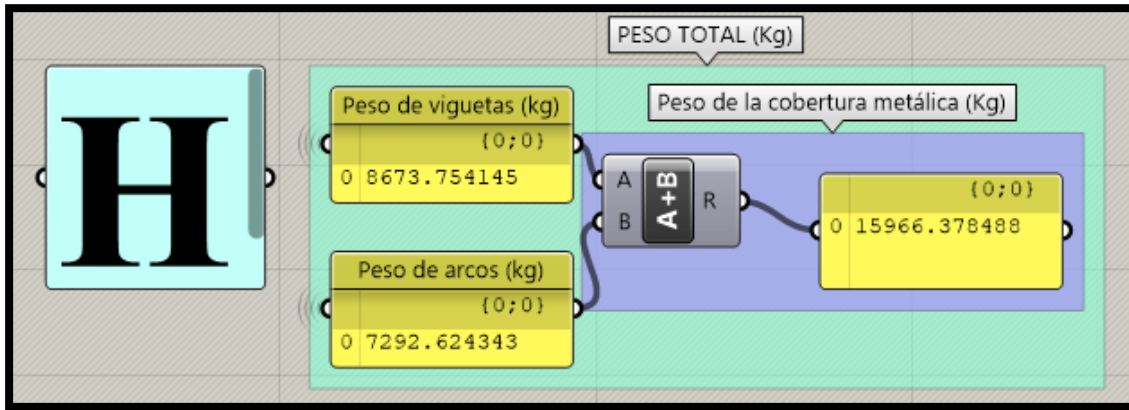 PESO TOTAL (Kg)
H
Peso de viguetas (kg)
{0;0}
0 8673.754145
Peso de la cobertura metálica (Kg)
A
B
A+B
R
{0;0}
0 15966.378488
Peso de arcos (kg)
{0;0}
0 7292.624343